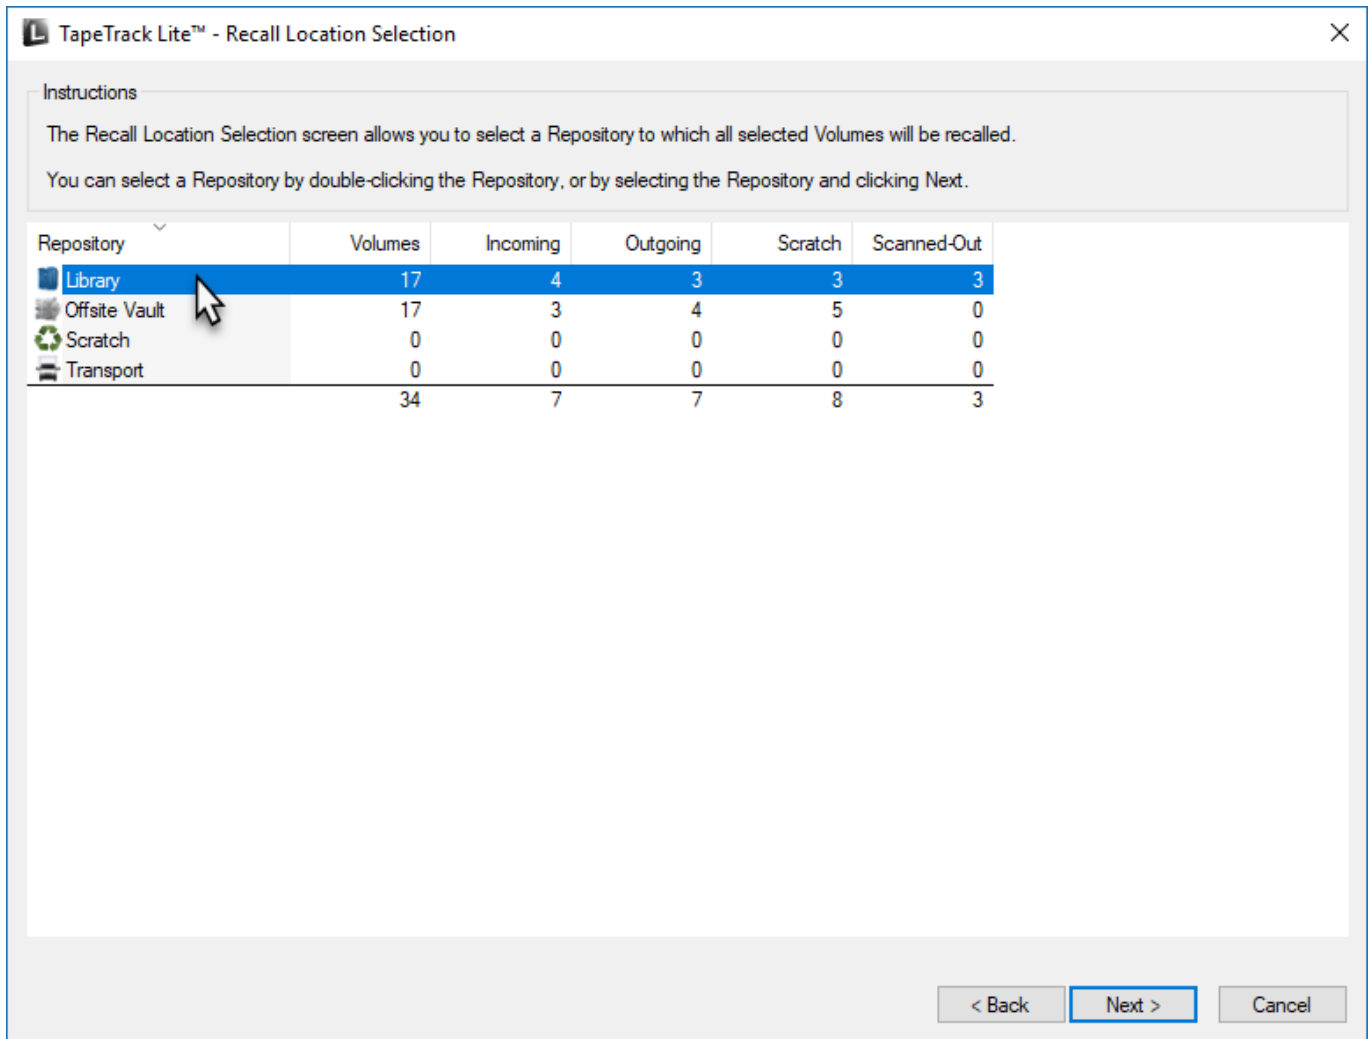 TapeTrack Lite™ - Recall Location Selection
Instructions
The Recall Location Selection screen allows you to select a Repository to which all selected Volumes will be recalled.
You can select a Repository by double-clicking the Repository, or by selecting the Repository and clicking Next.
Repository Volumes Incoming Outgoing Scratch Scanned-Out
Library 17 4 3 3 3
Offsite Vault 17 3 4 5 0
Scratch 0 0 0 0 0
Transport 0 0 0 0 0
34 7 7 8 3
< Back Next > Cancel